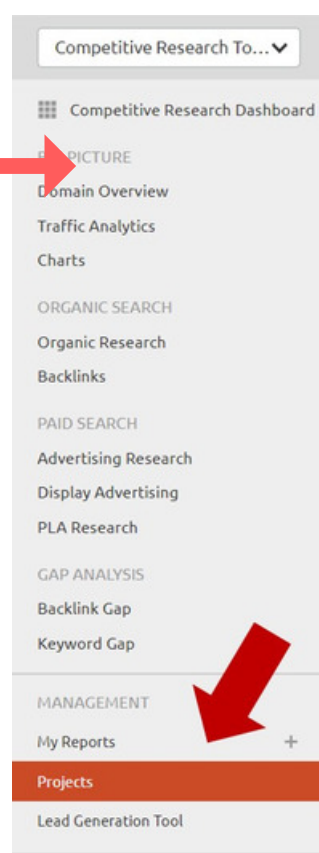 Competitive Research To...
Competitive Research Dashboard
PICTURE
Domain Overview
Traffic Analytics
Charts
ORGANIC SEARCH
Organic Research
Backlinks
PAID SEARCH
Advertising Research
Display Advertising
PLA Research
GAP ANALYSIS
Backlink Gap
Keyword Gap
MANAGEMENT
My Reports +
Projects
Lead Generation Tool